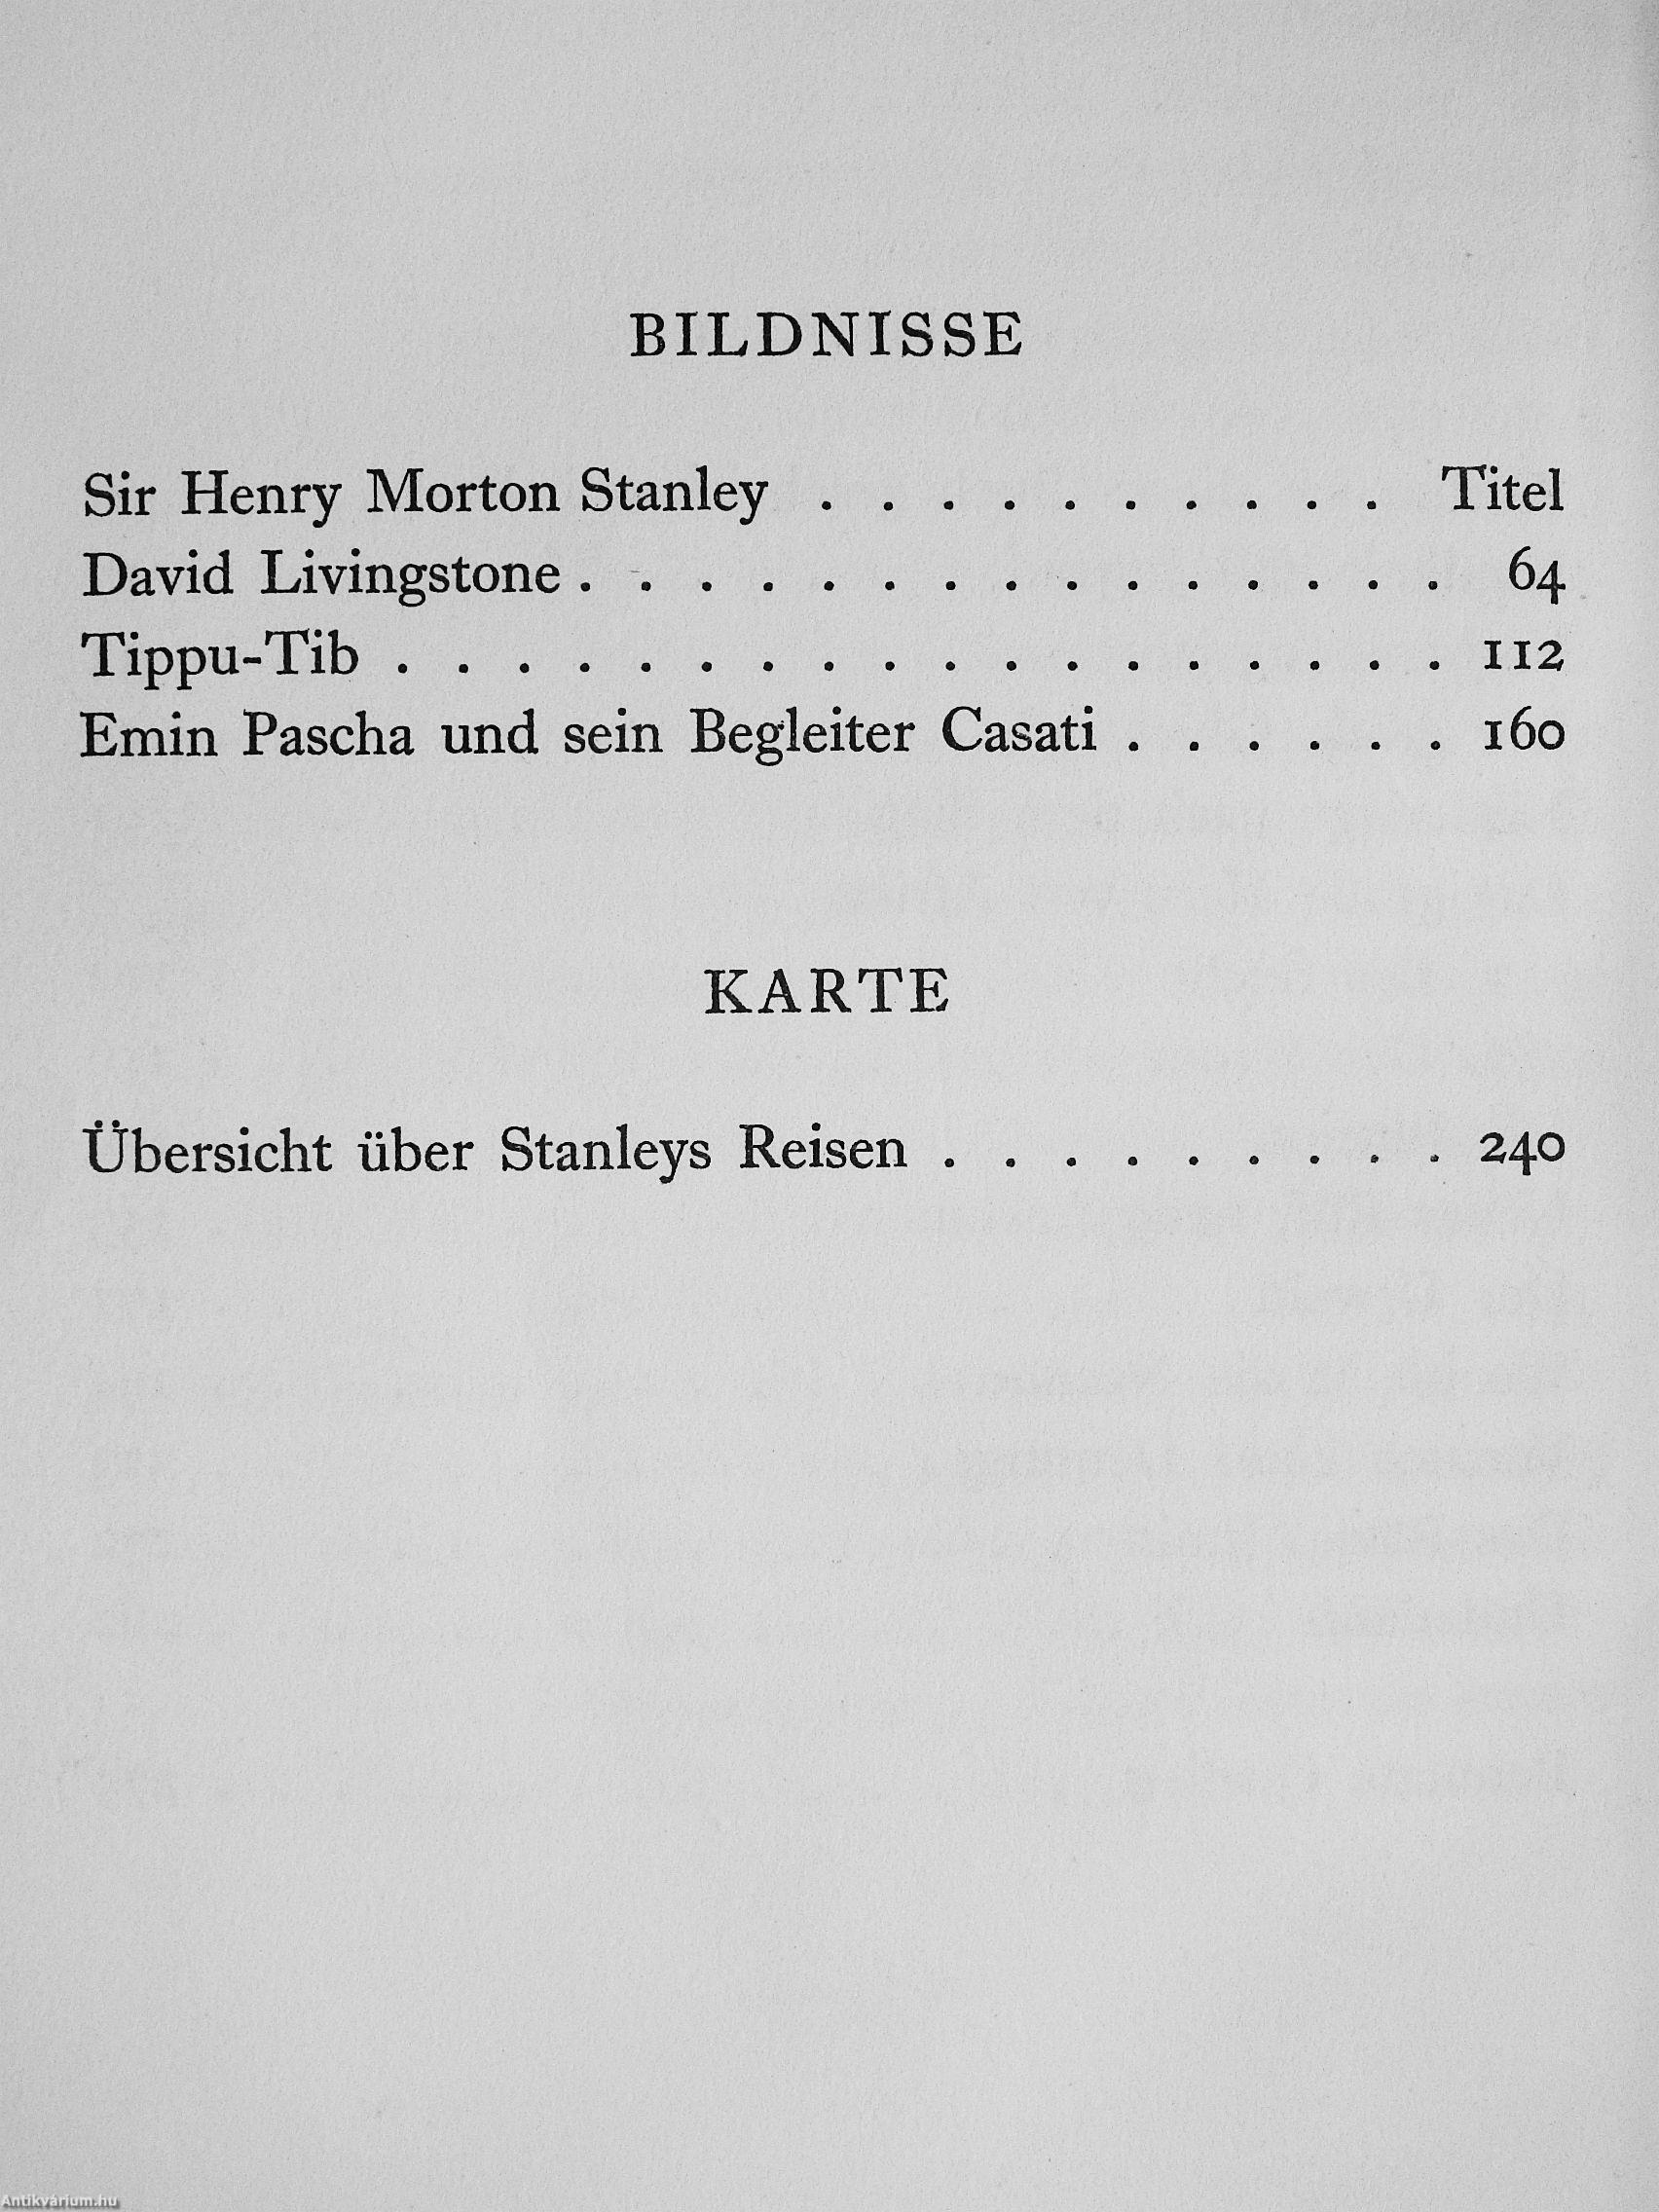 BILDNISSE
Sir Henry Morton Stanley . . . . . . . . . . Titel
David Livingstone . . . . . . . . . . . . . . . 64
Tippu-Tib . . . . . . . . . . . . . . . . . . 112
Emin Pascha und sein Begleiter Casati . . . . . . 160
KARTE
Übersicht über Stanleys Reisen . . . . . . . . . 240
Antikvárium.hu